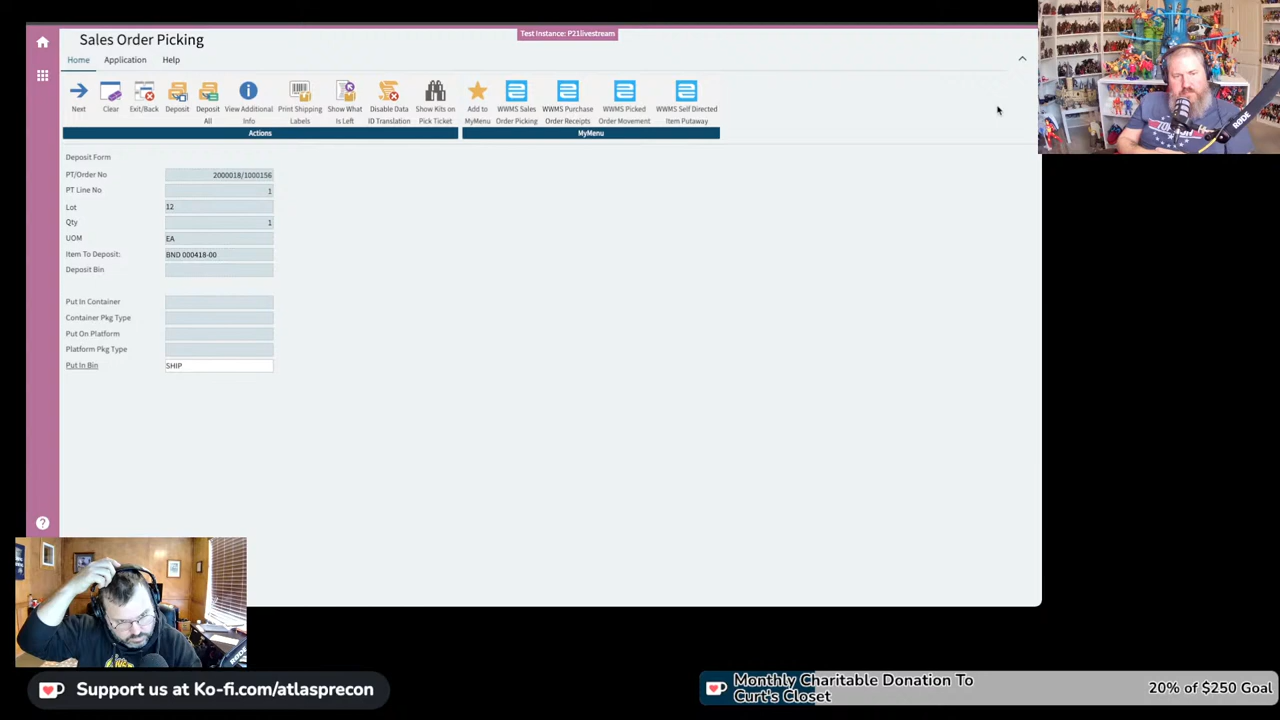 Sales Order Picking
Test Instance: P21livestream
Home Application Help
Next
Clear
Exit/Back
Deposit
Deposit All
View Additional Info
Print Shipping Labels
Show What Is Left
Disable Data ID Translation
Show Kits on Pick Ticket
Add to MyMenu
WWMS Sales Order Picking
WWMS Purchase Order Receipts
WWMS Picked Order Movement
WWMS Self Directed Item Putaway
Actions
MyMenu
Deposit Form
PT/Order No 2000018/1000156
PT Line No 1
Lot 12
Qty 1
UOM EA
Item To Deposit: BND 000418-00
Deposit Bin
Put In Container
Container Pkg Type
Put On Platform
Platform Pkg Type
Put In Bin SHIP
RØDE
Support us at Ko-fi.com/atlasprecon
Monthly Charitable Donation To
Curt's Closet
20% of $250 Goal